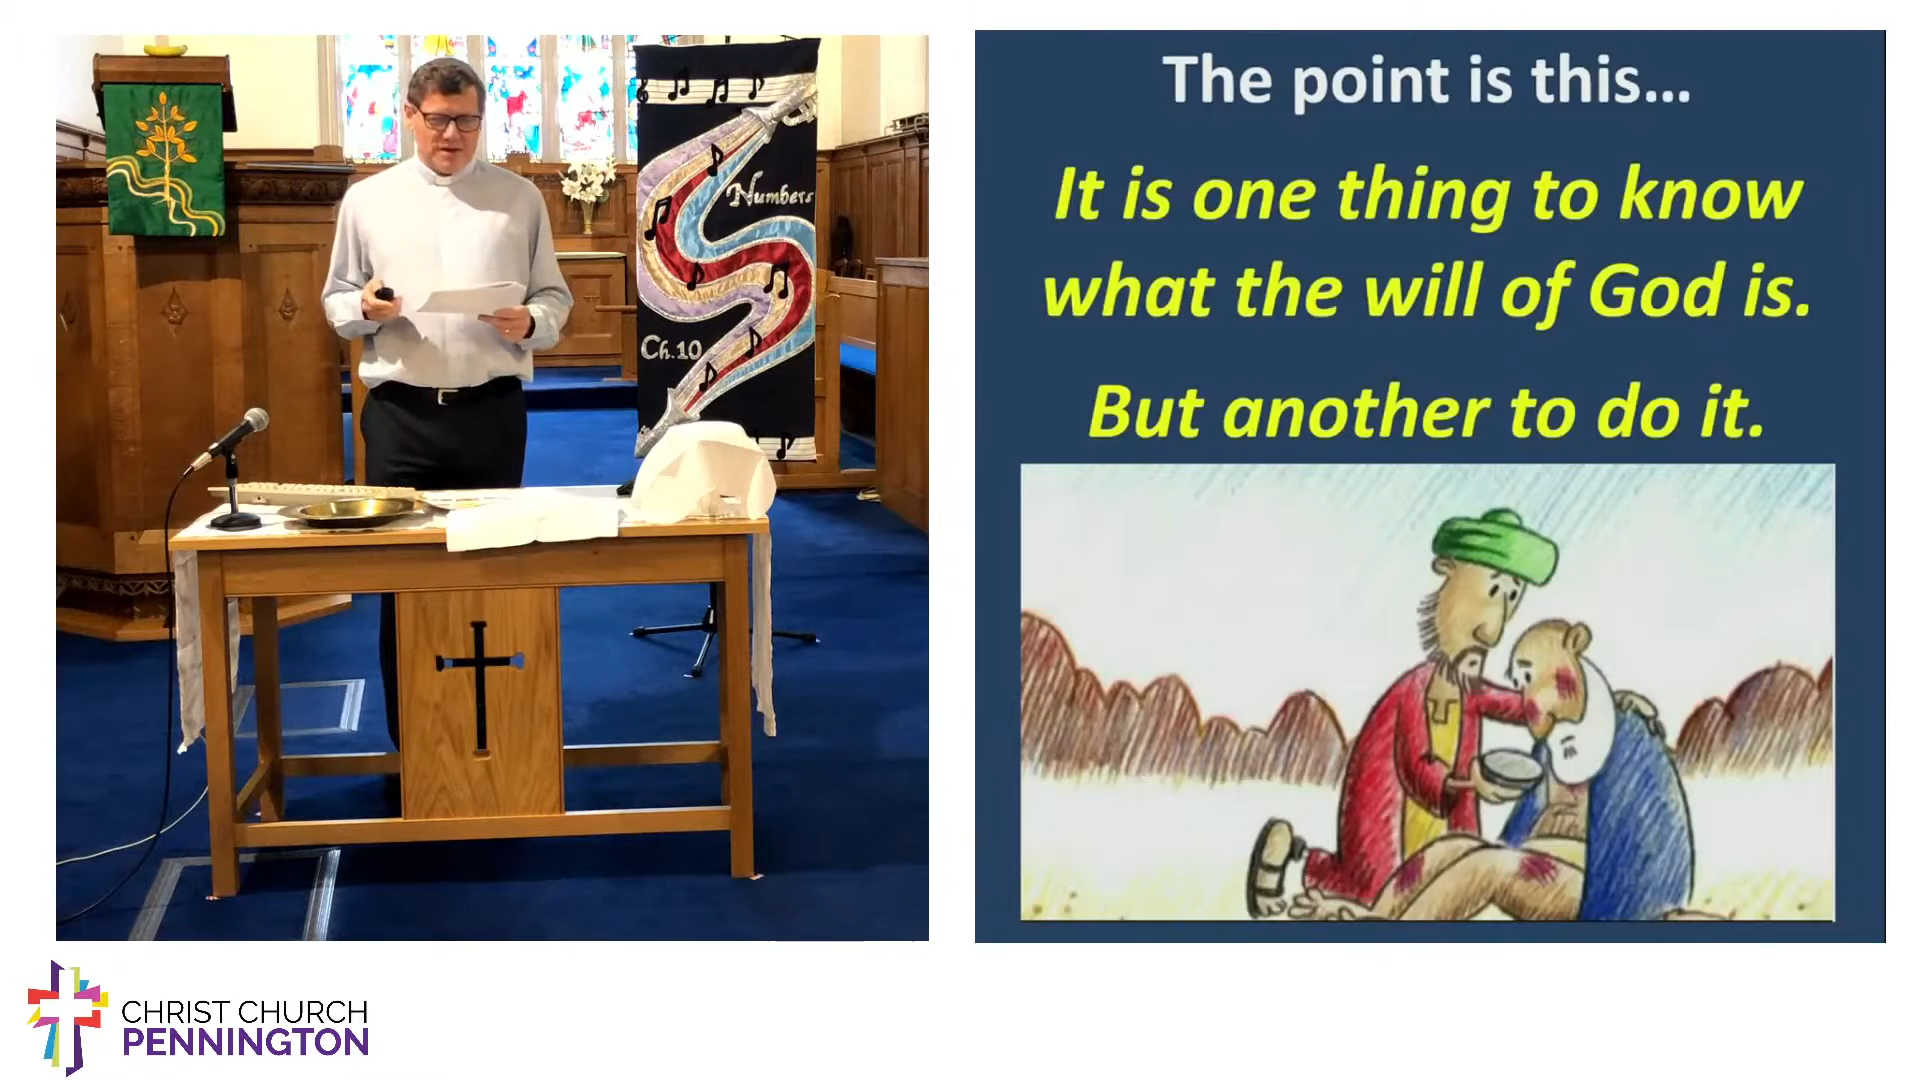 Numbers
Ch.10
The point is this...
It is one thing to know
what the will of God is.
But another to do it.
CHRIST CHURCH
PENNINGTON